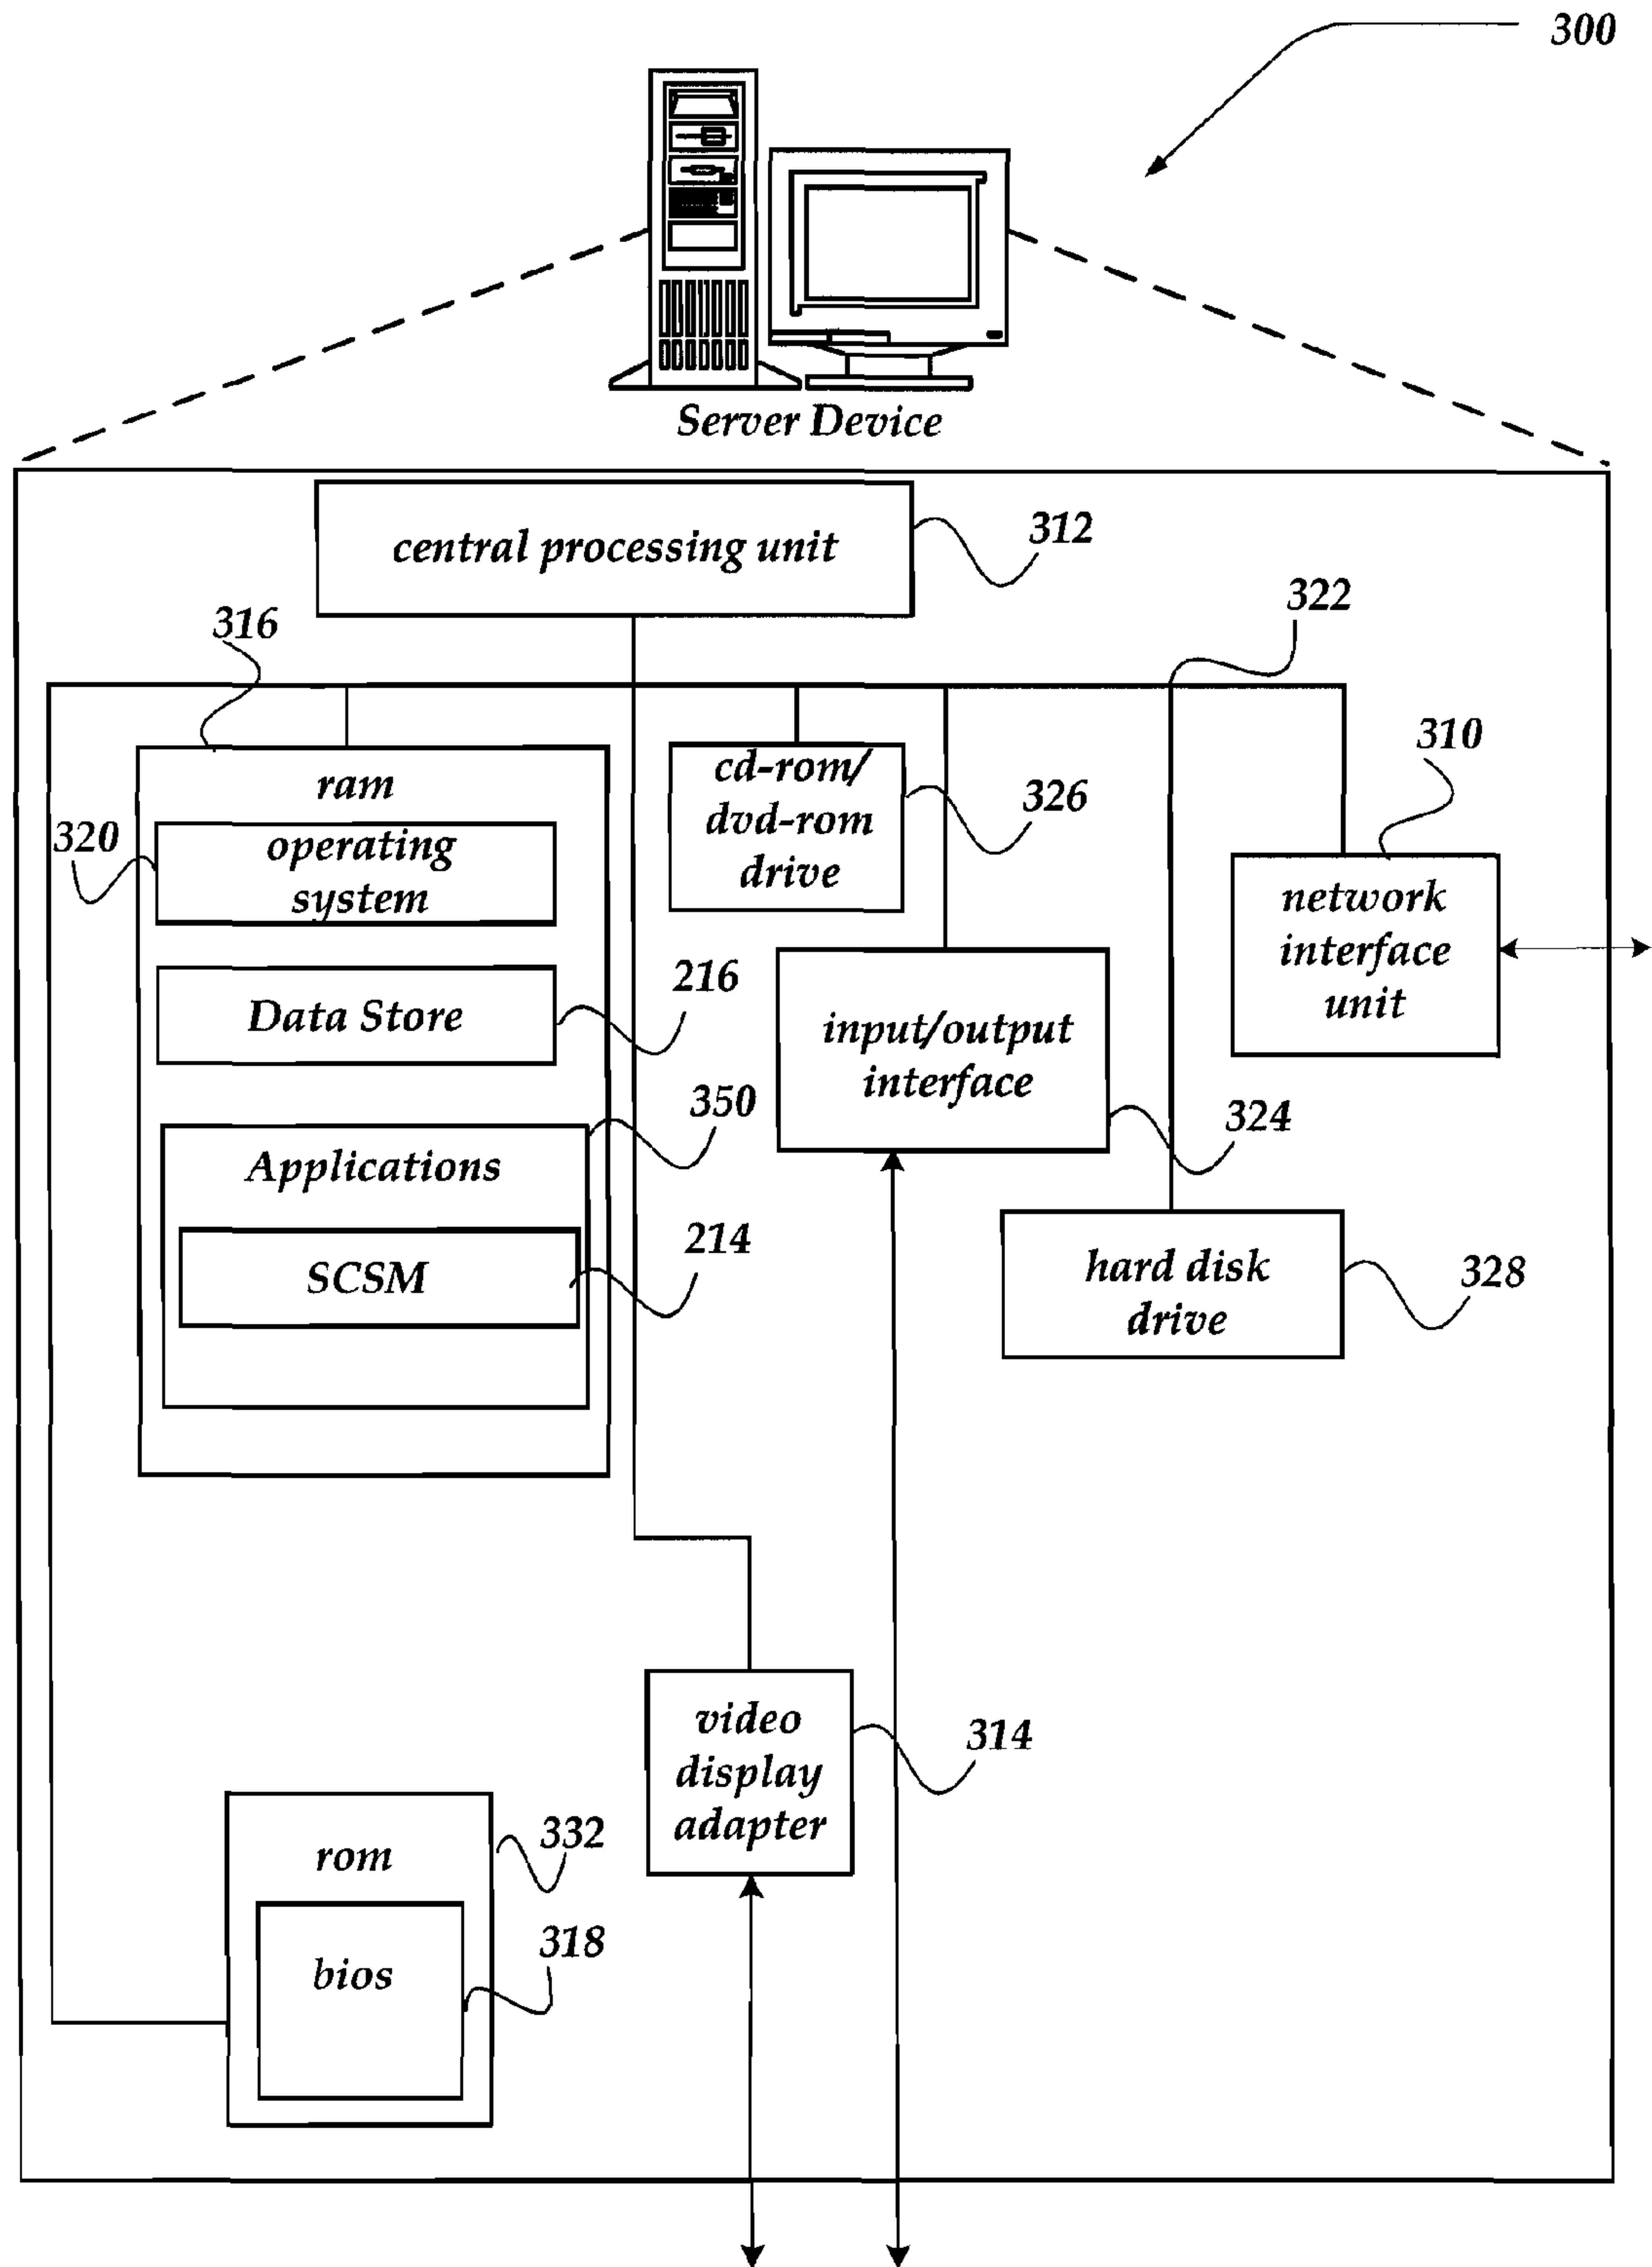 300
Server Device
central processing unit
312
322
316
310
ram
cd-rom/
dvd-rom
drive
326
320
operating
system
network
interface
unit
216
Data Store
input/output
interface
350
324
Applications
214
SCSM
hard disk
drive
328
video
display
adapter
314
332
rom
318
bios